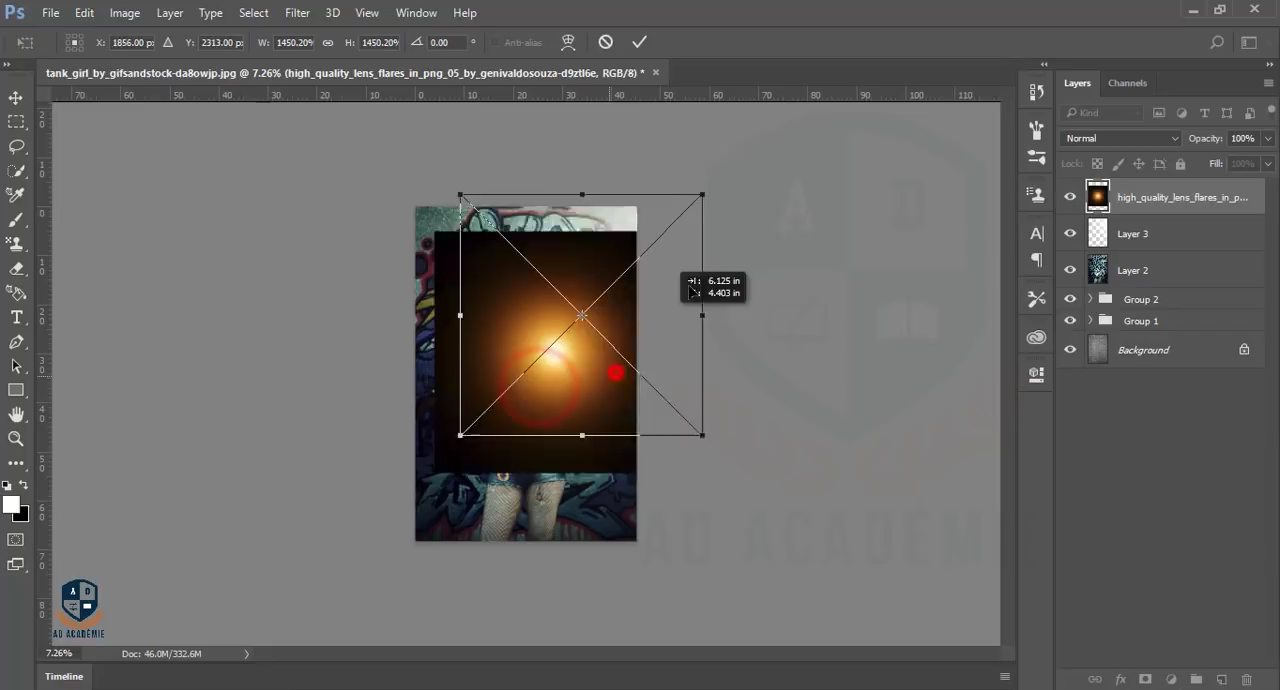 Ps File Edit Image Layer Type Select Filter 3D View Window Help
X: 1856.00 px Y: 2313.00 px W: 1450.20% H: 1450.20% 0.00 ° Anti-alias
tank_girl_by_gifsandstock-da8owjp.jpg @ 7.26% (high_quality_lens_flares_in_png_05_by_genivaldosouza-d9ztl6e, RGB/8) * ×
70 60 50 40 30 20 10 0 10 20 30 40 50 60 70 80 90 100 110
Layers Channels
Kind
Normal Opacity: 100%
Lock: Fill: 100%
high_quality_lens_flares_in_p...
Layer 3
Layer 2
Group 2
Group 1
Background
6.125 in
4.403 in
A D
AD ACADEMIE
A D
AD ACADÉMIE
7.26% Doc: 46.0M/332.6M
Timeline